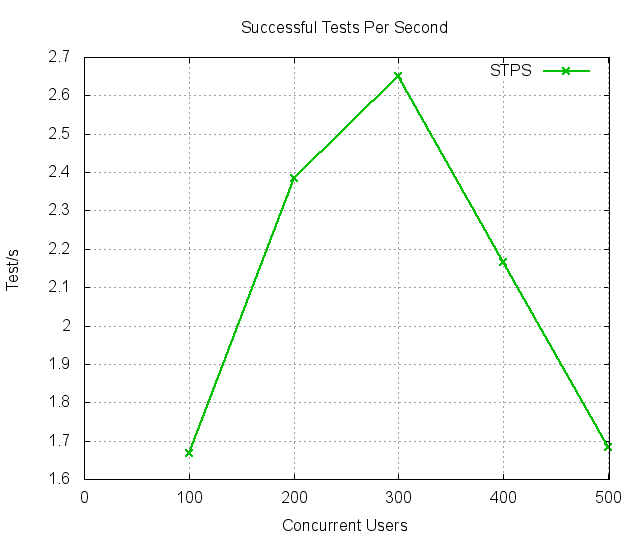 Successful Tests Per Second
STPS
2.7
2.6
2.5
2.4
2.3
2.2
2.1
2
1.9
1.8
1.7
1.6
Test/s
0 100 200 300 400 500
Concurrent Users